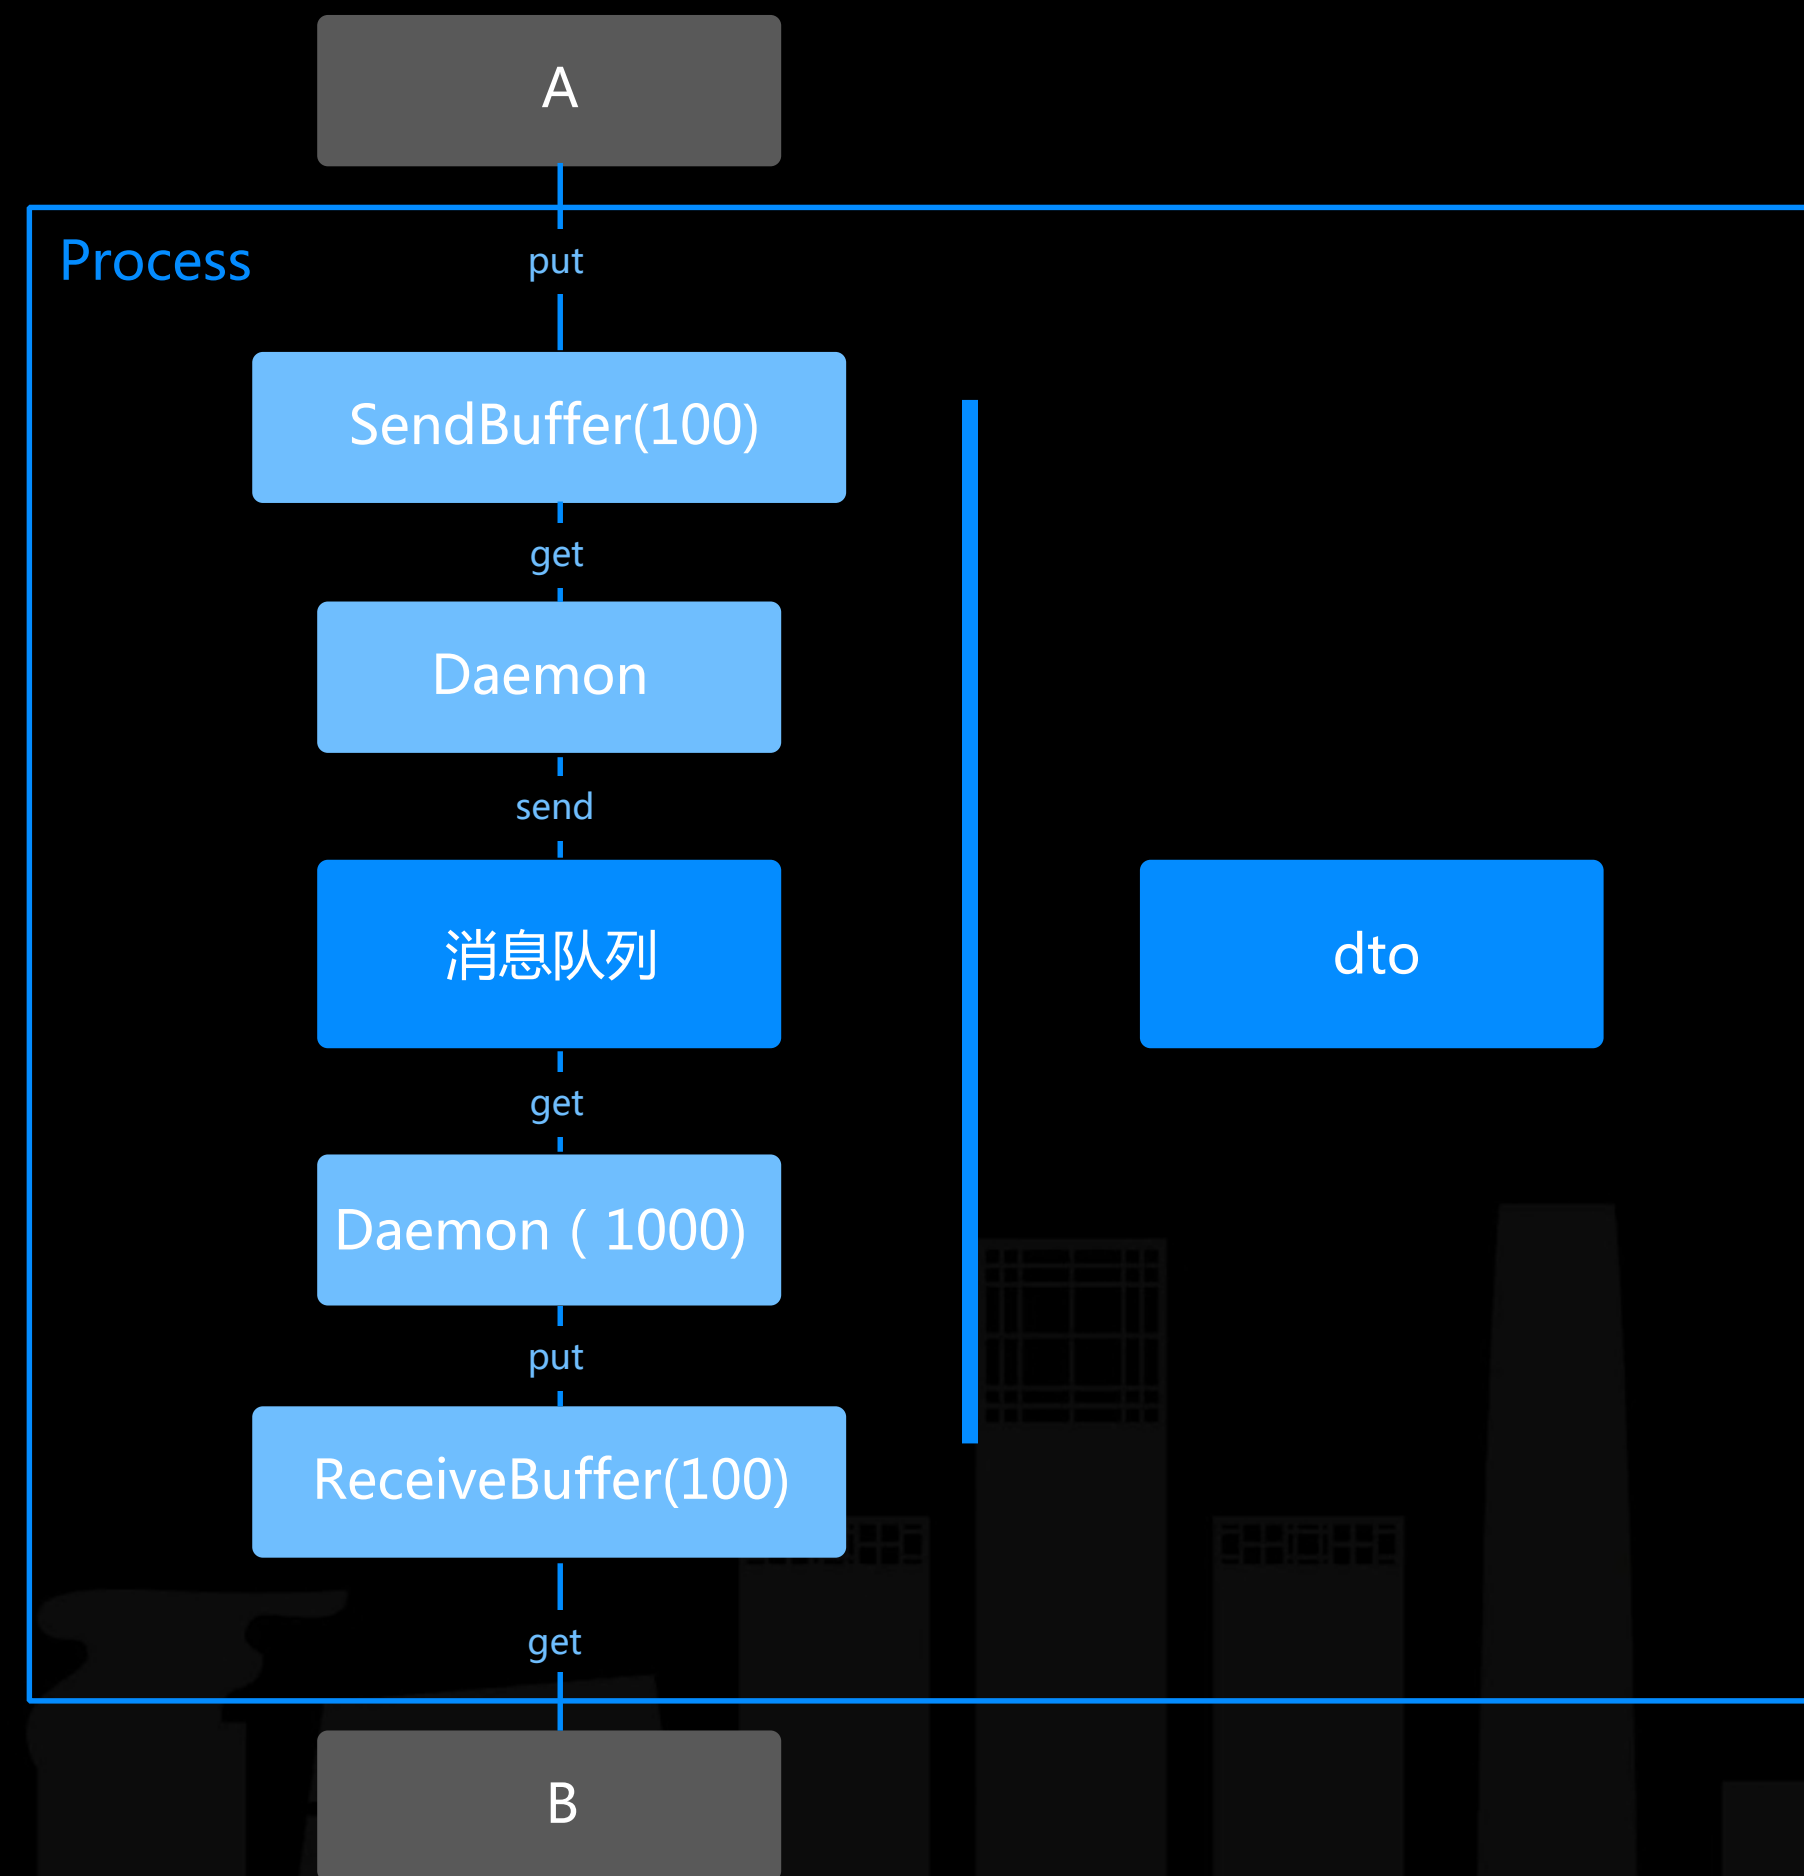 A
Process
put
SendBuffer(100)
get
Daemon
send
消息队列
dto
get
Daemon ( 1000)
put
ReceiveBuffer(100)
get
B